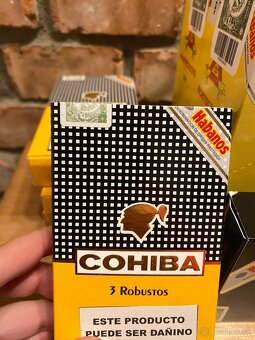 Habanos
COHIBA
3 Robustos
ESTE PRODUCTO
PUEDE SER DAÑINO